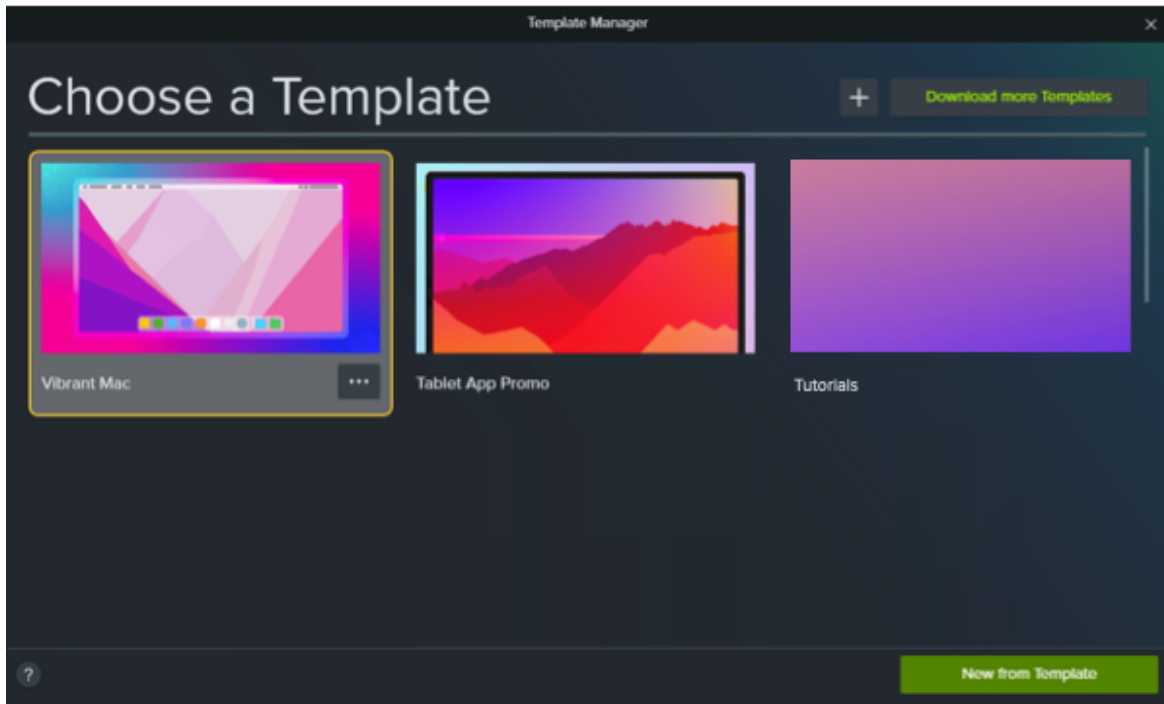 Template Manager
Choose a Template
Download more Templates
Vibrant Mac
Tablet App Promo
Tutorials
?
New from Template